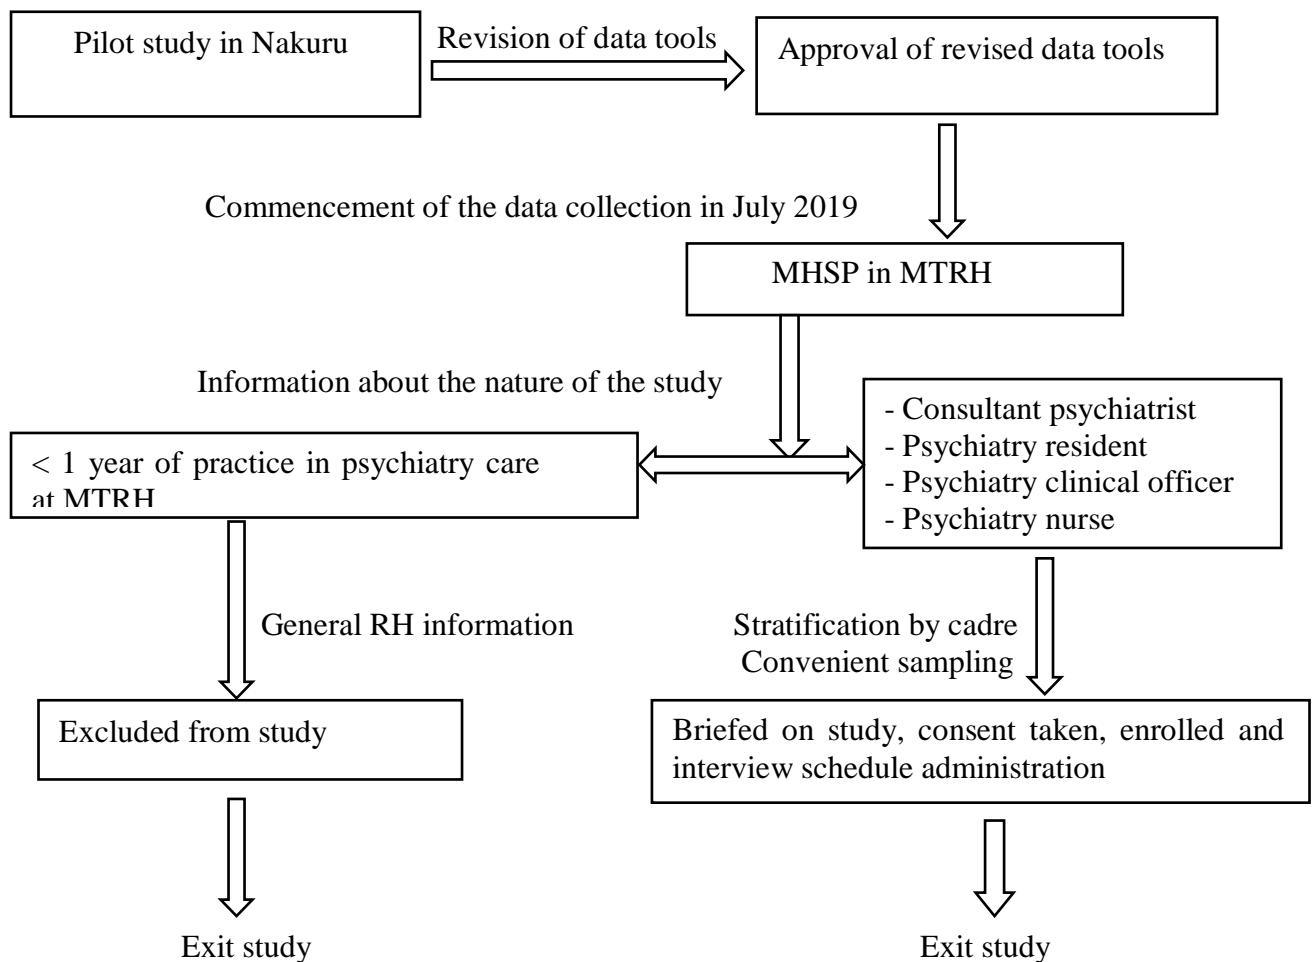 Pilot study in Nakuru
Revision of data tools
Approval of revised data tools
Commencement of the data collection in July 2019
MHSP in MTRH
Information about the nature of the study
- Consultant psychiatrist
- Psychiatry resident
- Psychiatry clinical officer
- Psychiatry nurse
< 1 year of practice in psychiatry care
at MTRH
General RH information
Stratification by cadre
Convenient sampling
Excluded from study
Briefed on study, consent taken, enrolled and
interview schedule administration
Exit study
Exit study